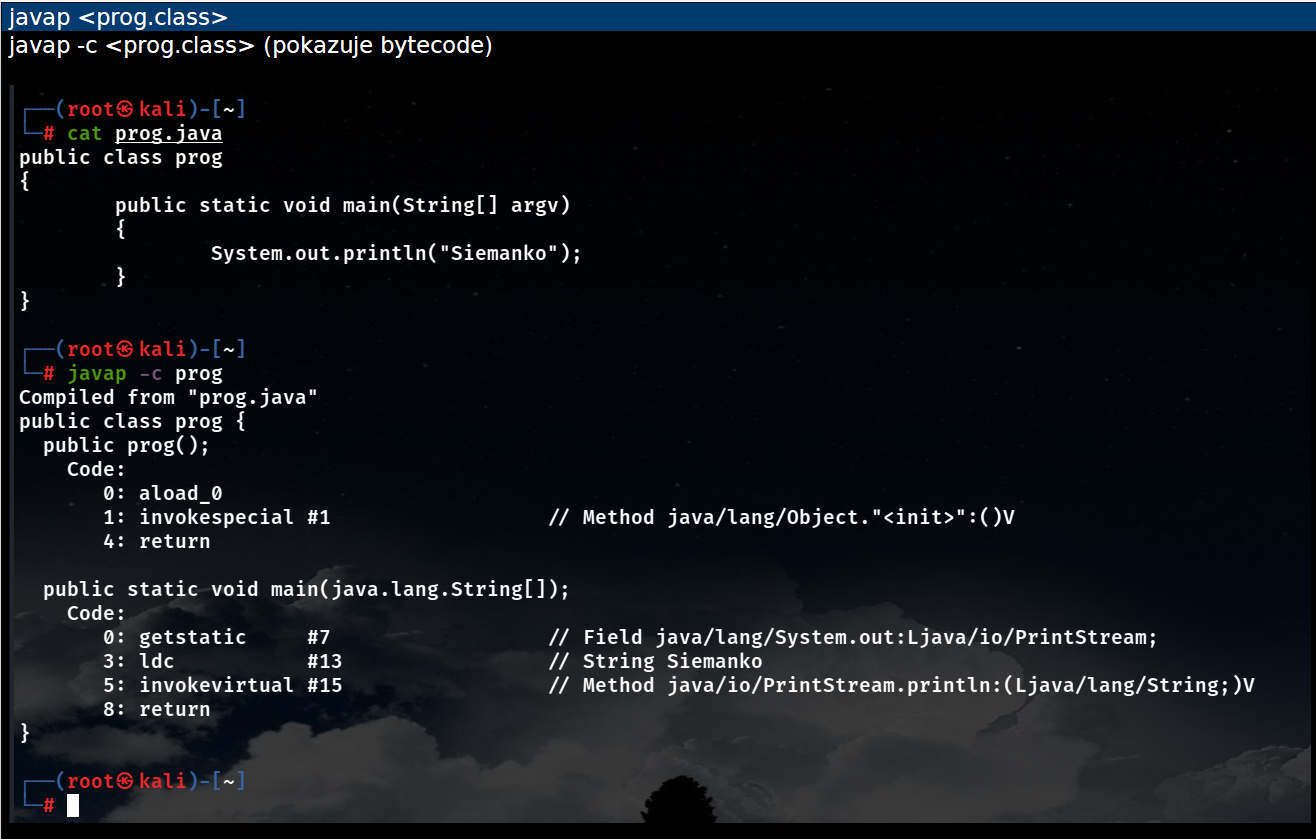 javap <prog.class>
javap -c <prog.class> (pokazuje bytecode)
┌──(root㉿kali)-[~]
└─# cat prog.java
public class prog
{
        public static void main(String[] argv)
        {
                System.out.println("Siemanko");
        }
}
┌──(root㉿kali)-[~]
└─# javap -c prog
Compiled from "prog.java"
public class prog {
  public prog();
    Code:
       0: aload_0
       1: invokespecial #1                  // Method java/lang/Object."<init>":()V
       4: return
  public static void main(java.lang.String[]);
    Code:
       0: getstatic     #7                  // Field java/lang/System.out:Ljava/io/PrintStream;
       3: ldc           #13                 // String Siemanko
       5: invokevirtual #15                 // Method java/io/PrintStream.println:(Ljava/lang/String;)V
       8: return
}
┌──(root㉿kali)-[~]
└─#